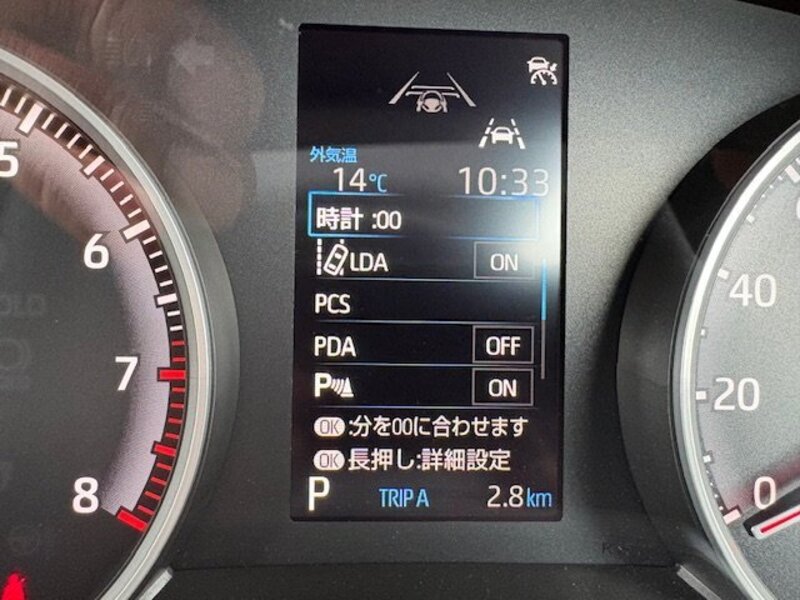 外気温
14℃ 10:33
時計 :00
LDA ON
PCS
PDA OFF
P ON
OK :分を00に合わせます
OK 長押し:詳細設定
P TRIP A 2.8 km
5
6
7
8
40
20
0